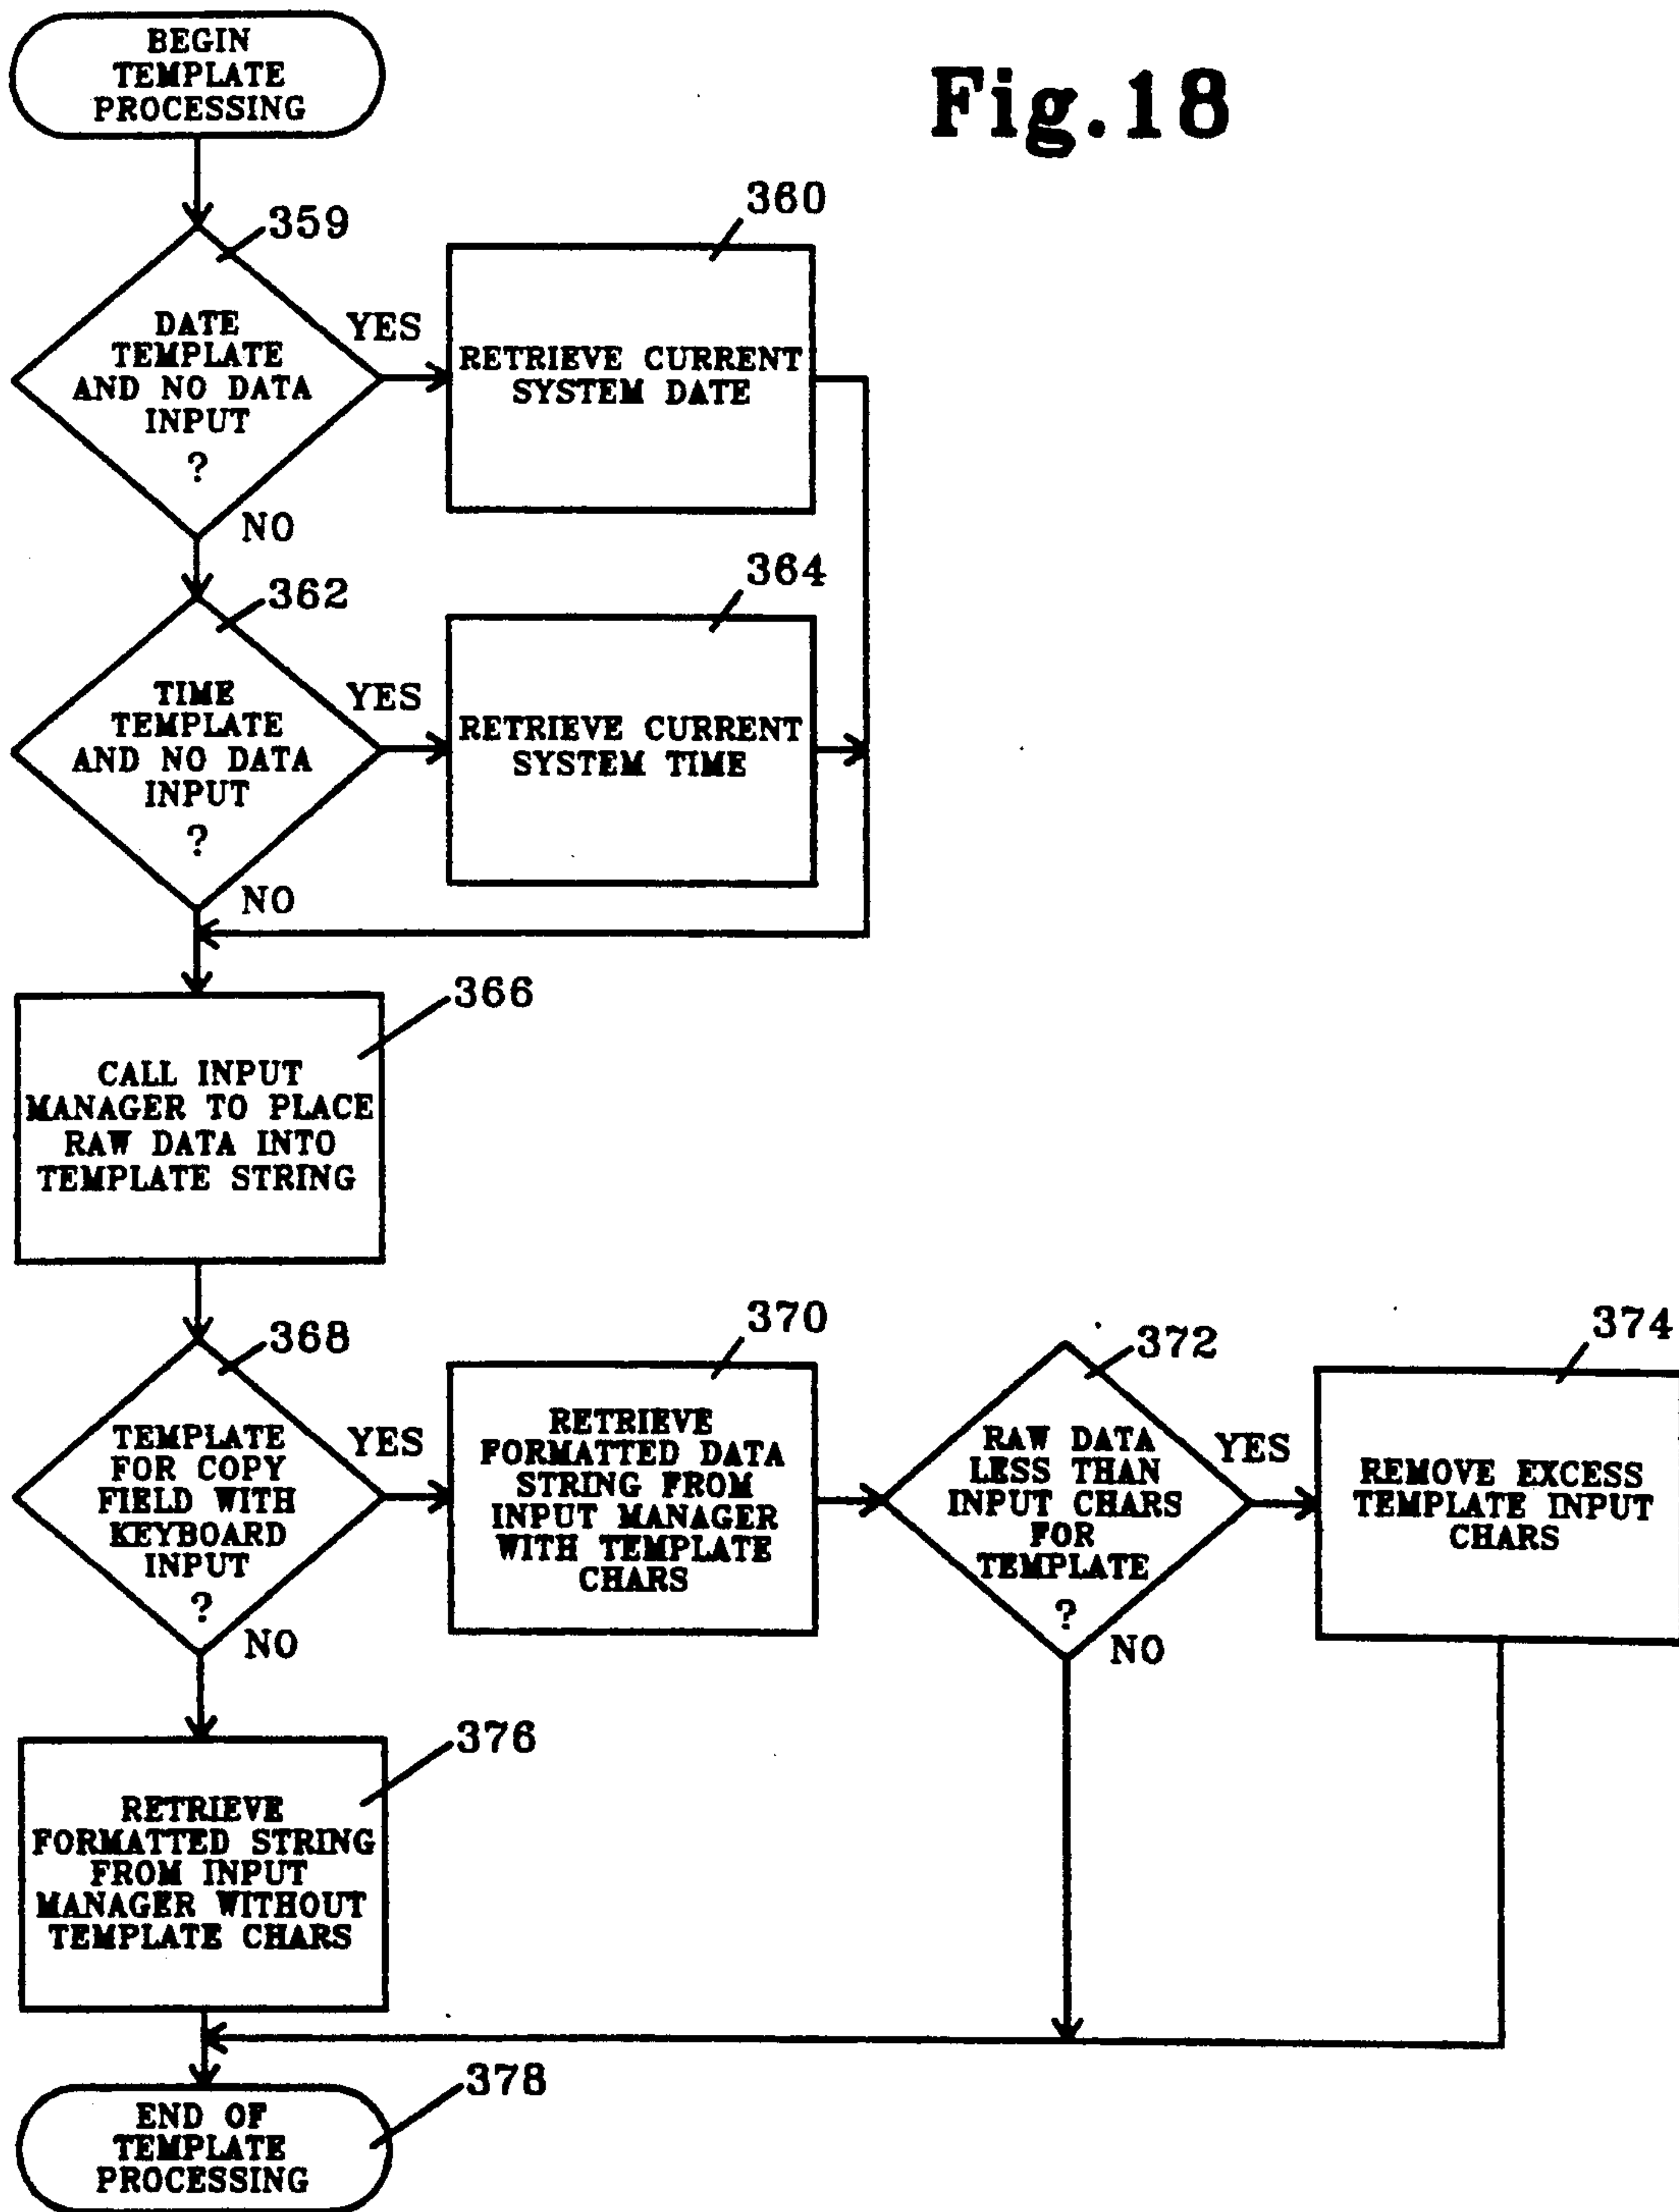 BEGIN
TEMPLATE
PROCESSING
Fig.18
359
DATE
TEMPLATE
AND NO DATA
INPUT
?
YES
NO
360
RETRIEVE CURRENT
SYSTEM DATE
362
TIME
TEMPLATE
AND NO DATA
INPUT
?
YES
NO
364
RETRIEVE CURRENT
SYSTEM TIME
366
CALL INPUT
MANAGER TO PLACE
RAW DATA INTO
TEMPLATE STRING
368
TEMPLATE
FOR COPY
FIELD WITH
KEYBOARD
INPUT
?
YES
NO
370
RETRIEVE
FORMATTED DATA
STRING FROM
INPUT MANAGER
WITH TEMPLATE
CHARS
372
RAW DATA
LESS THAN
INPUT CHARS
FOR
TEMPLATE
?
YES
NO
374
REMOVE EXCESS
TEMPLATE INPUT
CHARS
376
RETRIEVE
FORMATTED STRING
FROM INPUT
MANAGER WITHOUT
TEMPLATE CHARS
378
END OF
TEMPLATE
PROCESSING